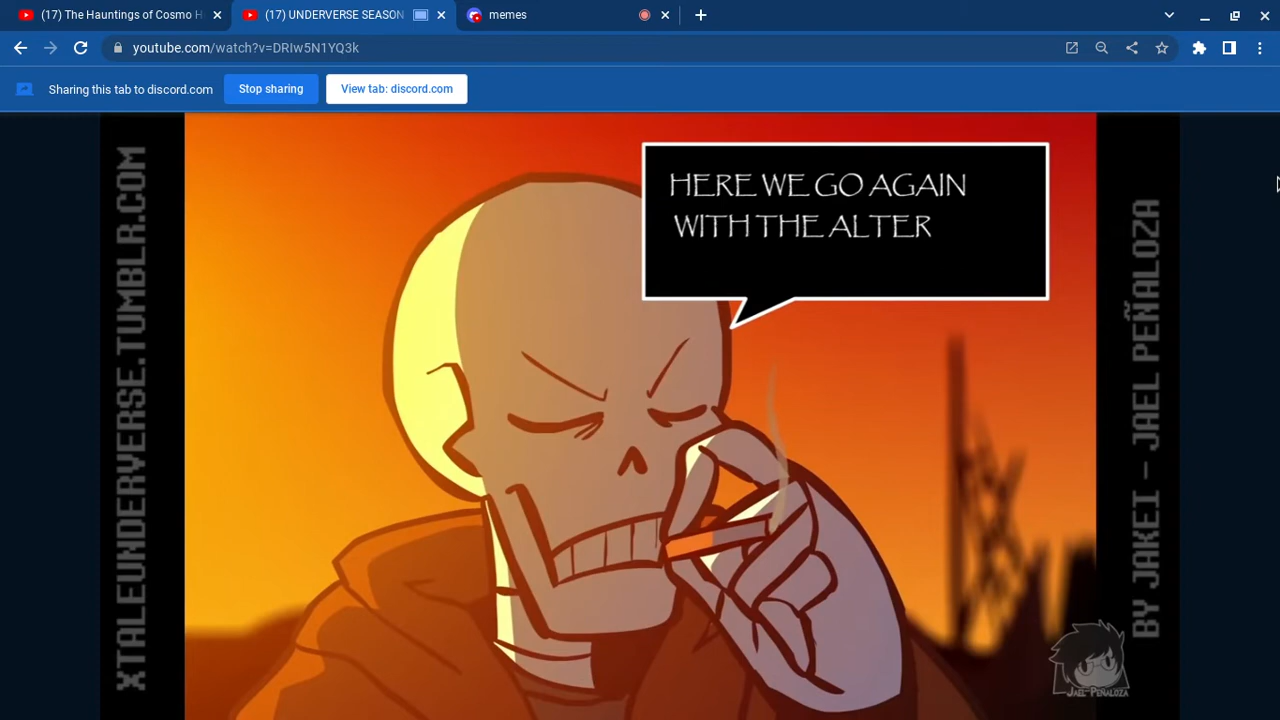 (17) The Hauntings of Cosmo H
(17) UNDERVERSE SEASON
memes
youtube.com/watch?v=DRIw5N1YQ3k
Sharing this tab to discord.com
Stop sharing
View tab: discord.com
XTALEUNDERVERSE.TUMBLR.COM
HERE WE GO AGAIN
WITH THE ALTER
BY JAKEI - JAEL PEÑALOZA
JAEL PEÑALOZA